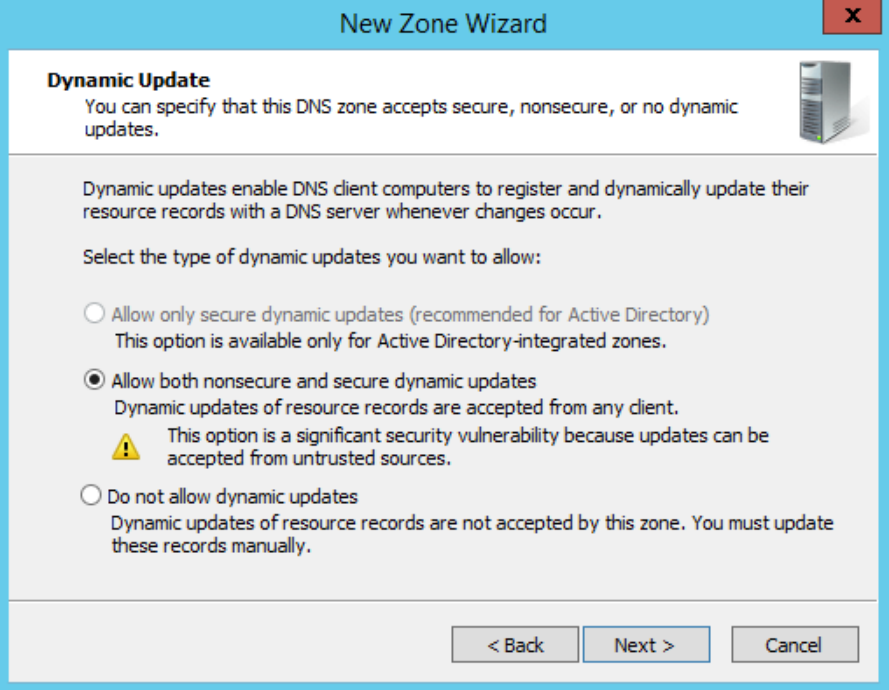 New Zone Wizard
x
Dynamic Update
You can specify that this DNS zone accepts secure, nonsecure, or no dynamic
updates.
Dynamic updates enable DNS client computers to register and dynamically update their
resource records with a DNS server whenever changes occur.
Select the type of dynamic updates you want to allow:
Allow only secure dynamic updates (recommended for Active Directory)
This option is available only for Active Directory-integrated zones.
Allow both nonsecure and secure dynamic updates
Dynamic updates of resource records are accepted from any client.
This option is a significant security vulnerability because updates can be
accepted from untrusted sources.
Do not allow dynamic updates
Dynamic updates of resource records are not accepted by this zone. You must update
these records manually.
< Back
Next >
Cancel